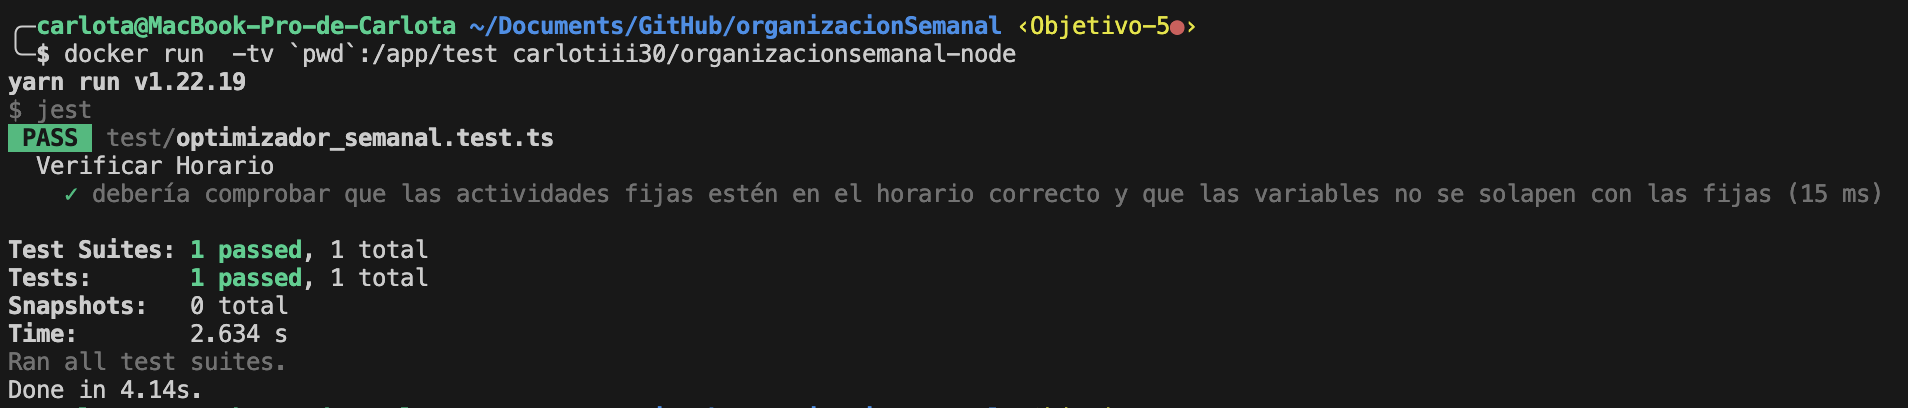 carlota@MacBook-Pro-de-Carlota ~/Documents/GitHub/organizacionSemanal ‹Objetivo-5●›
$ docker run  -tv `pwd`:/app/test carlotiii30/organizacionsemanal-node
yarn run v1.22.19
$ jest
PASS test/optimizador_semanal.test.ts
Verificar Horario
✓ debería comprobar que las actividades fijas estén en el horario correcto y que las variables no se solapen con las fijas (15 ms)
Test Suites: 1 passed, 1 total
Tests: 1 passed, 1 total
Snapshots: 0 total
Time: 2.634 s
Ran all test suites.
Done in 4.14s.